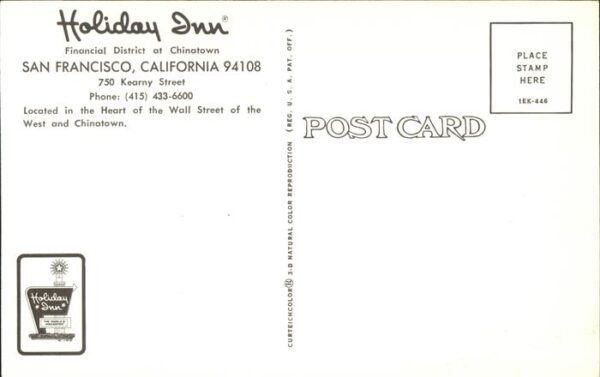 Holiday Inn®
Financial District at Chinatown
SAN FRANCISCO, CALIFORNIA 94108
750 Kearny Street
Phone: (415) 433-6600
Located in the Heart of the Wall Street of the
West and Chinatown.
POST CARD
PLACE
STAMP
HERE
1EK-446
CURTEICHCOLOR® 3-D NATURAL COLOR REPRODUCTION (REG. U. S. A. PAT. OFF.)
Holiday
Inn